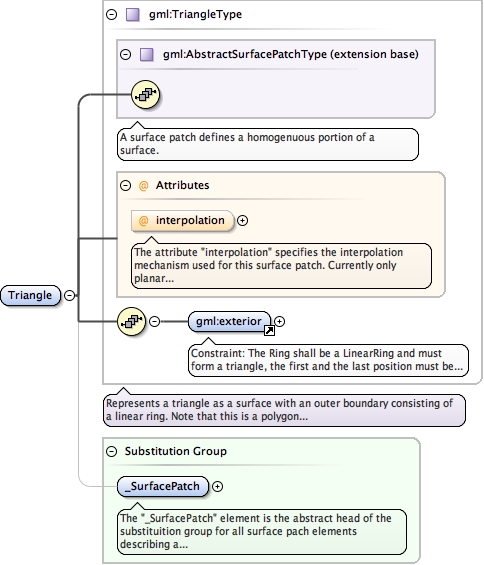 gml:TriangleType
gml:AbstractSurfacePatchType (extension base)
A surface patch defines a homogenuous portion of a
surface.
@ Attributes
@ interpolation
The attribute "interpolation" specifies the interpolation
mechanism used for this surface patch. Currently only
planar...
Triangle
gml:exterior
Constraint: The Ring shall be a LinearRing and must
form a triangle, the first and the last position must be...
Represents a triangle as a surface with an outer boundary consisting of
a linear ring. Note that this is a polygon...
Substitution Group
_SurfacePatch
The "_SurfacePatch" element is the abstract head of the
substituition group for all surface pach elements
describing a...